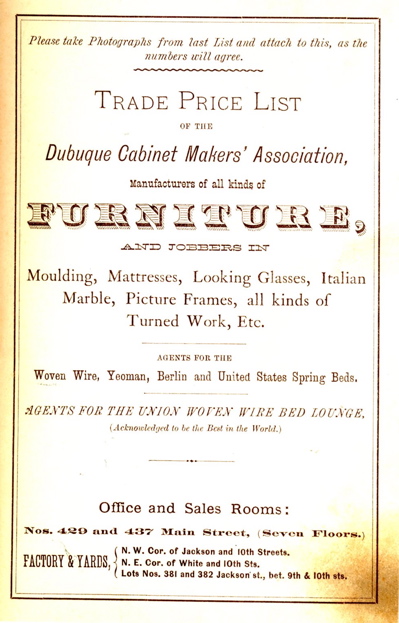 Please take Photographs from last List and attach to this, as the
numbers will agree.
TRADE PRICE LIST
OF THE
Dubuque Cabinet Makers' Association,
Manufacturers of all kinds of
FURNITURE,
AND JOBBERS IN
Moulding, Mattresses, Looking Glasses, Italian
Marble, Picture Frames, all kinds of
Turned Work, Etc.
AGENTS FOR THE
Woven Wire, Yeoman, Berlin and United States Spring Beds.
AGENTS FOR THE UNION WOVEN WIRE BED LOUNGE.
(Acknowledged to be the Best in the World.)
Office and Sales Rooms:
Nos. 429 and 437 Main Street, (Seven Floors.)
FACTORY & YARDS,
N. W. Cor. of Jackson and 10th Streets.
N. E. Cor. of White and 10th Sts.
Lots Nos. 381 and 382 Jackson st., bet. 9th & 10th sts.